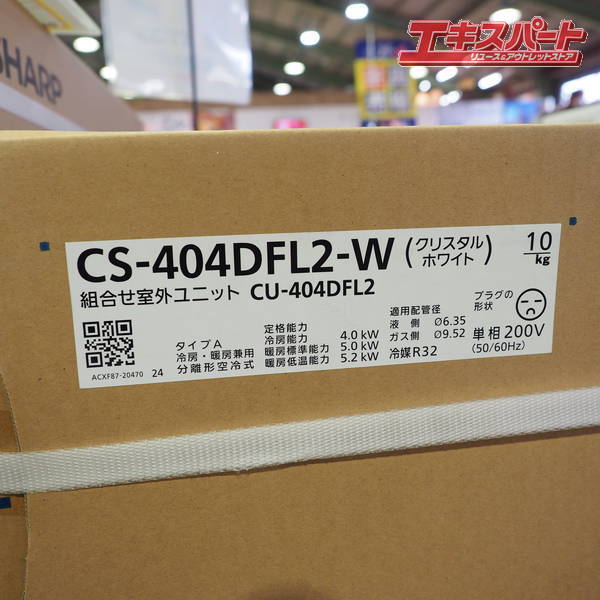 SHARP
エキスパート
リユース&アウトレットストア
CS-404DFL2-W (クリスタルホワイト) 10kg
組合せ室外ユニット CU-404DFL2
タイプA
冷房・暖房兼用
分離形空冷式
定格能力
冷房能力 4.0 kW
暖房標準能力 5.0 kW
暖房低温能力 5.2 kW
適用配管径
液 側 Ø6.35
ガス側 Ø9.52
冷媒R32
プラグの
形状
単相 200V
(50/60Hz)
ACXF87-20470 24